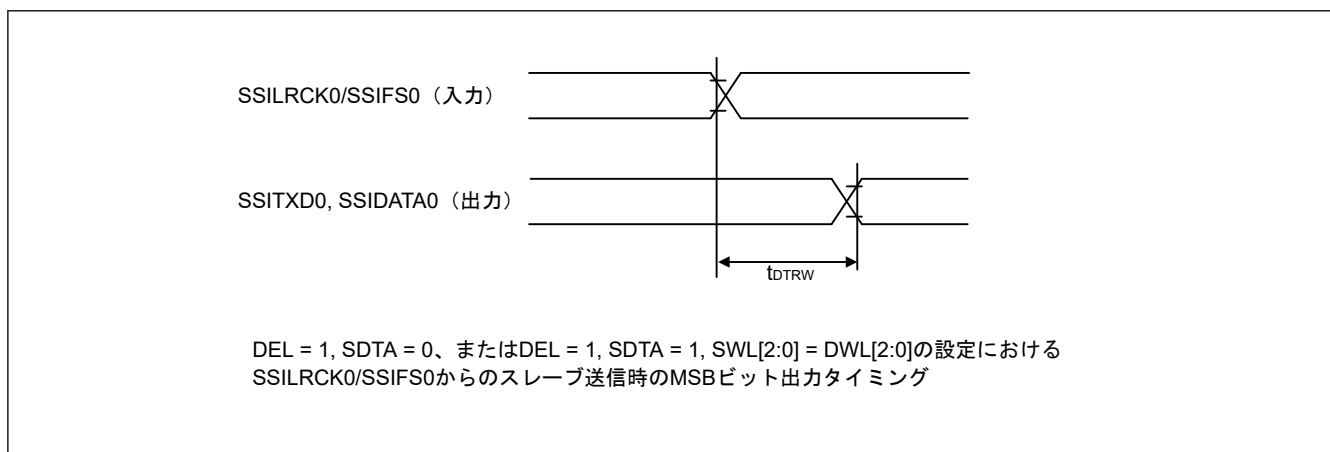 SSILRCK0/SSIFS0（入力）
SSITXD0, SSIDATA0（出力）
tDTRW
DEL = 1, SDTA = 0、またはDEL = 1, SDTA = 1, SWL[2:0] = DWL[2:0]の設定における
SSILRCK0/SSIFS0からのスレーブ送信時のMSBビット出力タイミング